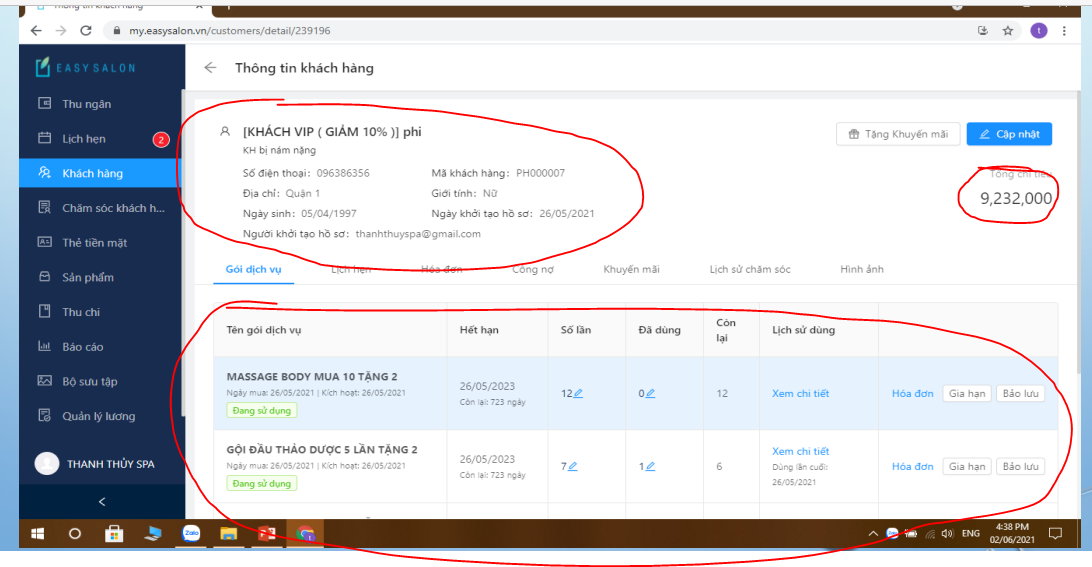 Thông tin khách hàng
my.easysalon.vn/customers/detail/239196
t
EASY SALON
Thông tin khách hàng
Thu ngân
Lịch hẹn 2
Khách hàng
Chăm sóc khách h...
Thẻ tiền mặt
Sản phẩm
Thu chi
Báo cáo
Bộ sưu tập
Quản lý lương
THANH THỦY SPA
<
[KHÁCH VIP ( GIẢM 10% )] phi
KH bị nám nặng
Số điện thoại: 096386356 Mã khách hàng: PH000007
Địa chỉ: Quận 1 Giới tính: Nữ
Ngày sinh: 05/04/1997 Ngày khởi tạo hồ sơ: 26/05/2021
Người khởi tạo hồ sơ: thanhthuyspa@gmail.com
Tặng Khuyến mãi Cập nhật
Tổng chi tiêu
9,232,000
Gói dịch vụ Lịch hẹn Hóa đơn Công nợ Khuyến mãi Lịch sử chăm sóc Hình ảnh
Tên gói dịch vụ Hết hạn Số lần Đã dùng Còn lại Lịch sử dùng
MASSAGE BODY MUA 10 TẶNG 2
Ngày mua: 26/05/2021 | Kích hoạt: 26/05/2021
Đang sử dụng
26/05/2023
Còn lại: 723 ngày
12 0 12 Xem chi tiết Hóa đơn Gia hạn Bảo lưu
GỘI ĐẦU THẢO DƯỢC 5 LẦN TẶNG 2
Ngày mua: 26/05/2021 | Kích hoạt: 26/05/2021
Đang sử dụng
26/05/2023
Còn lại: 723 ngày
7 1 6 Xem chi tiết
Dùng lần cuối:
26/05/2021
Hóa đơn Gia hạn Bảo lưu
Zalo
ENG
4:38 PM
02/06/2021